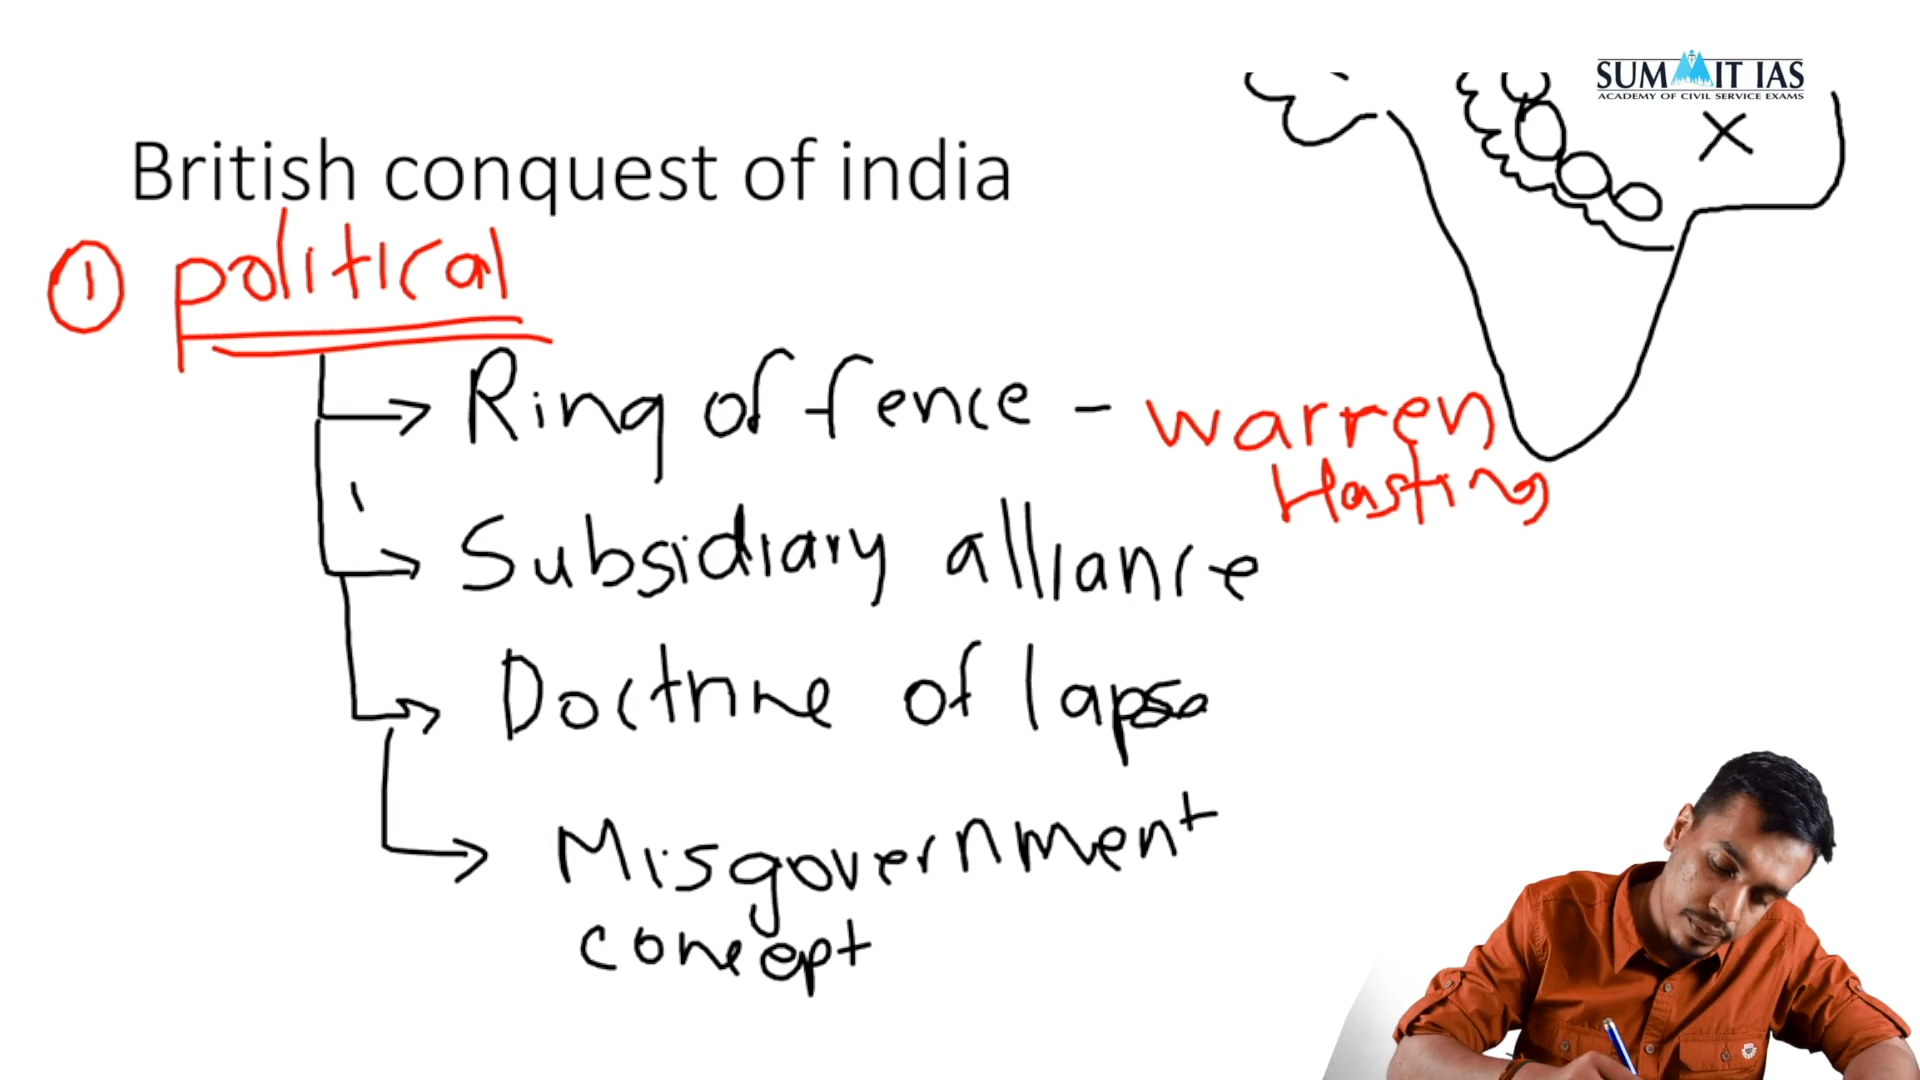 SUMMIT IAS
ACADEMY OF CIVIL SERVICE EXAMS
British conquest of india
① political
Ring of fence - warren
Hasting
Subsidiary alliance
Doctrine of lapse
Misgovernment
concept
X